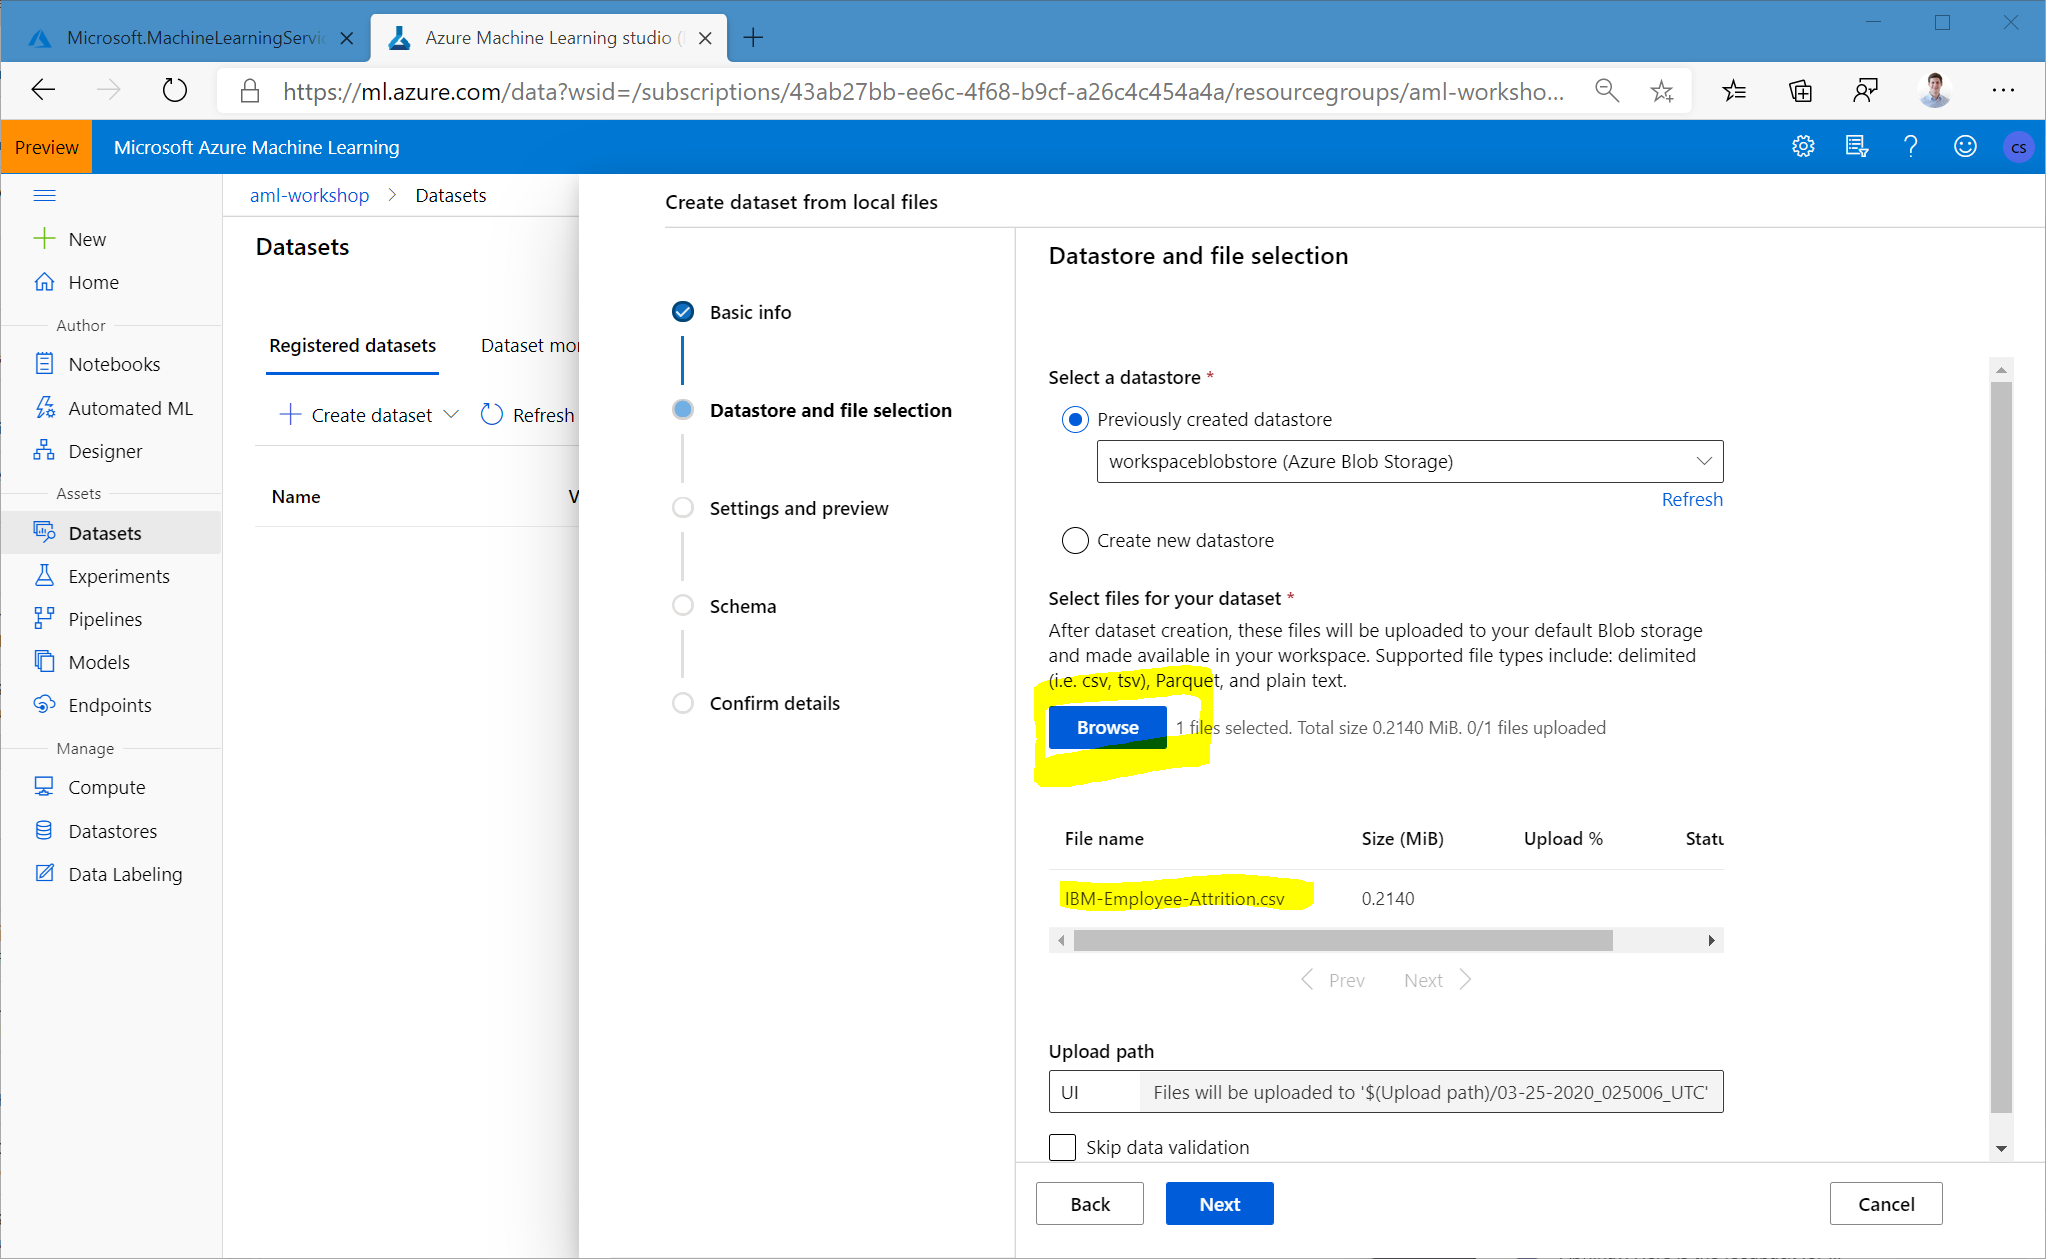 Microsoft.MachineLearningServic
Azure Machine Learning studio (
https://ml.azure.com/data?wsid=/subscriptions/43ab27bb-ee6c-4f68-b9cf-a26c4c454a4a/resourcegroups/aml-worksho...
Preview
Microsoft Azure Machine Learning
CS
New
Home
Author
Notebooks
Automated ML
Designer
Assets
Datasets
Experiments
Pipelines
Models
Endpoints
Manage
Compute
Datastores
Data Labeling
aml-workshop > Datasets
Datasets
Registered datasets
Dataset mor
Create dataset
Refresh
Name
V
Create dataset from local files
Basic info
Datastore and file selection
Settings and preview
Schema
Confirm details
Datastore and file selection
Select a datastore *
Previously created datastore
workspaceblobstore (Azure Blob Storage)
Refresh
Create new datastore
Select files for your dataset *
After dataset creation, these files will be uploaded to your default Blob storage
and made available in your workspace. Supported file types include: delimited
(i.e. csv, tsv), Parquet, and plain text.
Browse
1 files selected. Total size 0.2140 MiB. 0/1 files uploaded
File name
Size (MiB)
Upload %
Statu
IBM-Employee-Attrition.csv
0.2140
Prev
Next
Upload path
UI
Files will be uploaded to '$(Upload path)/03-25-2020_025006_UTC'
Skip data validation
Back
Next
Cancel